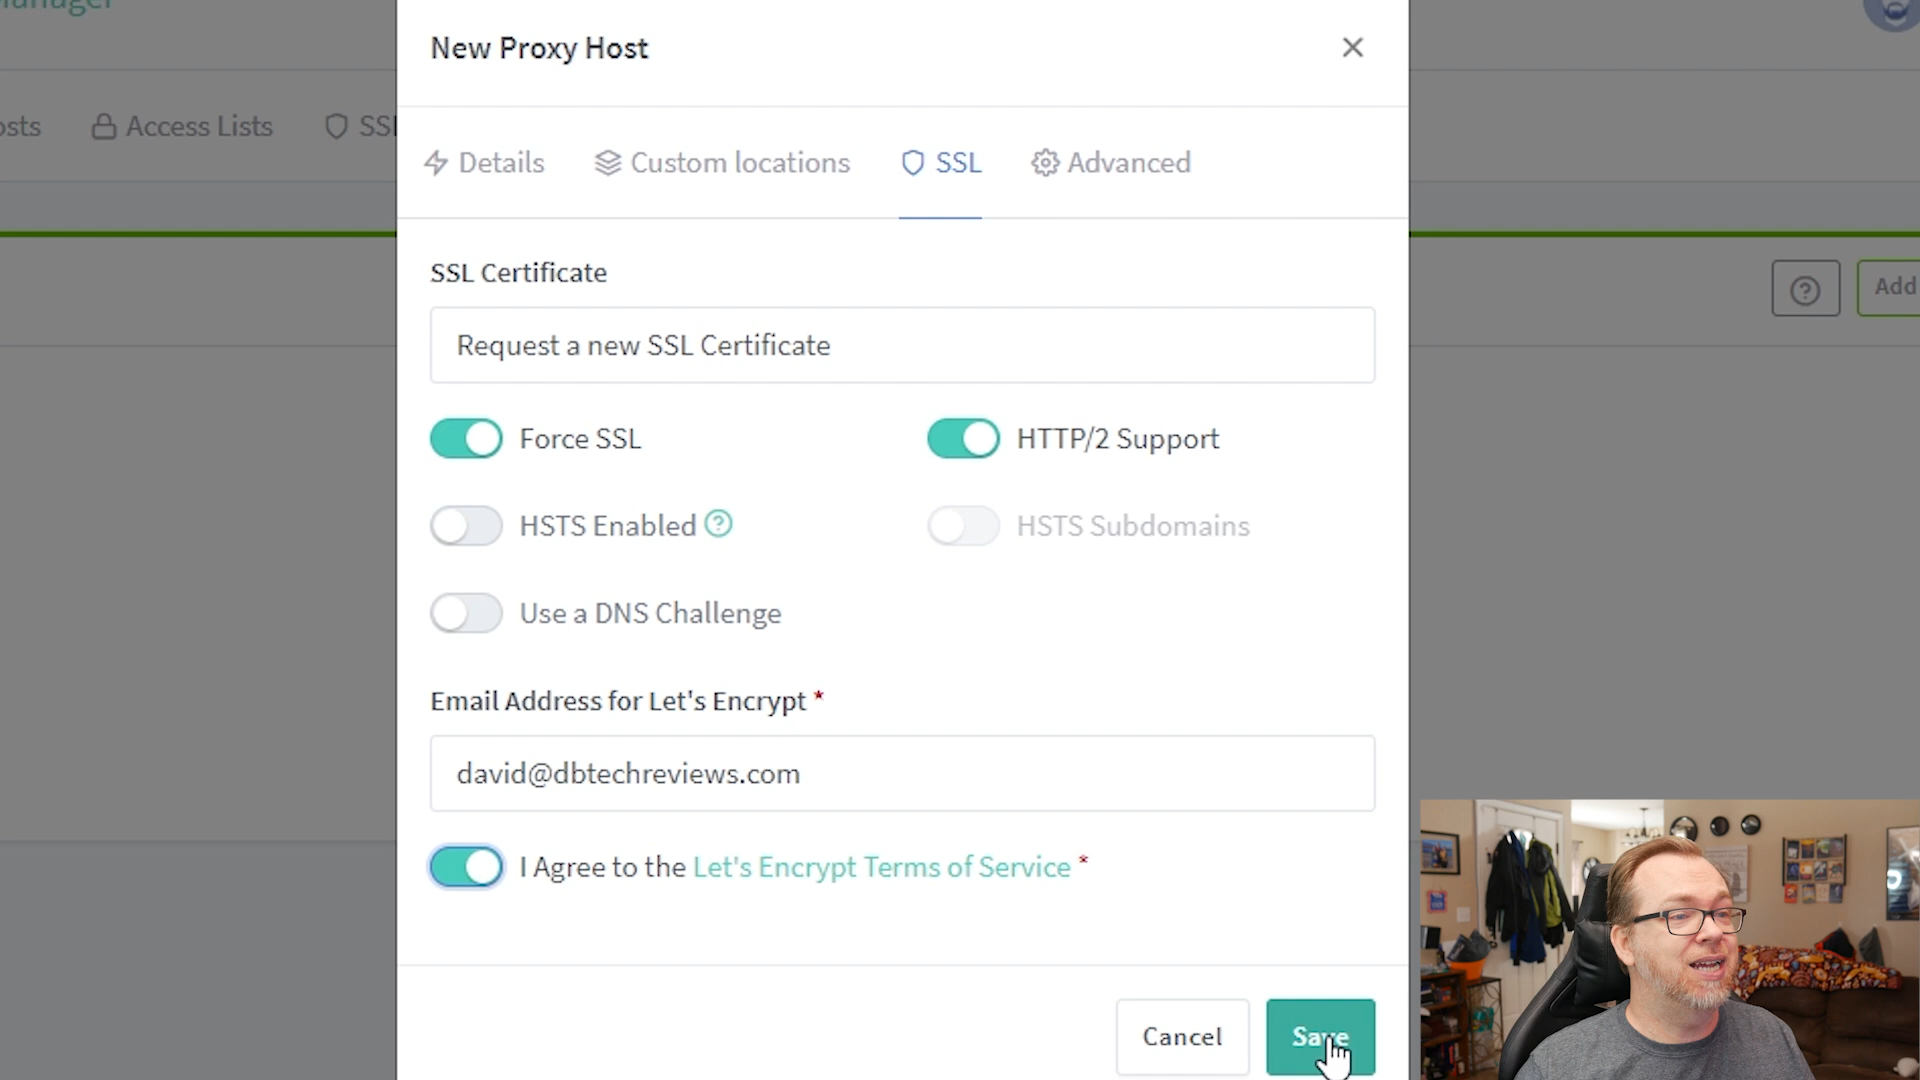 New Proxy Host
Access Lists
Details
Custom locations
SSL
Advanced
SSL Certificate
Add
Request a new SSL Certificate
Force SSL
HTTP/2 Support
HSTS Enabled
HSTS Subdomains
Use a DNS Challenge
Email Address for Let's Encrypt *
david@dbtechreviews.com
I Agree to the Let's Encrypt Terms of Service *
Cancel
Save